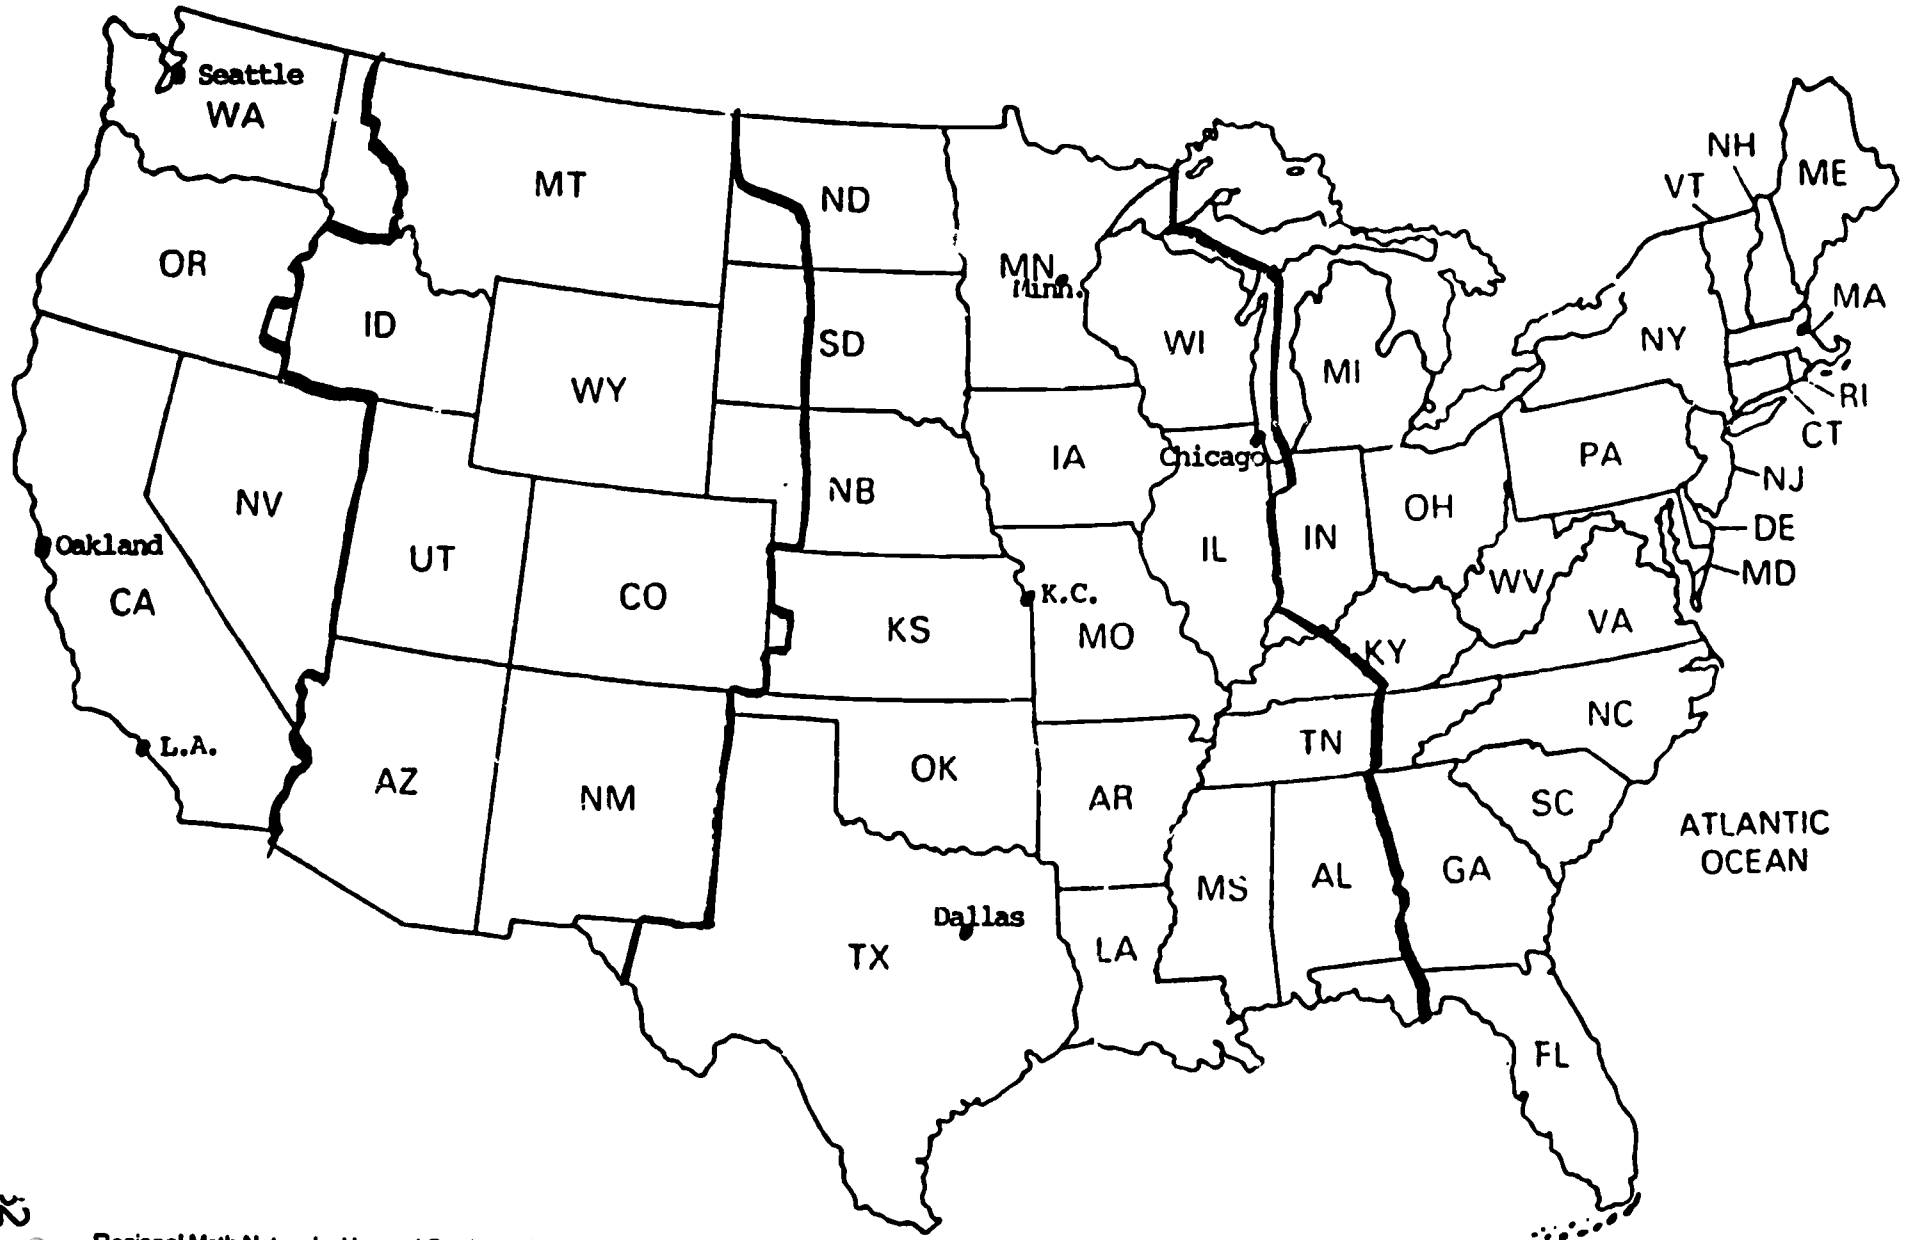 Seattle
WA
MT
ND
NH
VT
ME
OR
MN.
Minn.
MA
ID
SD
WI
MI
NY
WY
RI
CT
IA
Chicago
PA
NV
NB
NJ
OH
Oakland
UT
IL
IN
DE
CA
CO
K.C.
WV
MD
KS
MO
KY
VA
L.A.
TN
NC
AZ
NM
OK
AR
SC
ATLANTIC
OCEAN
MS
AL
GA
Dallas
TX
LA
FL